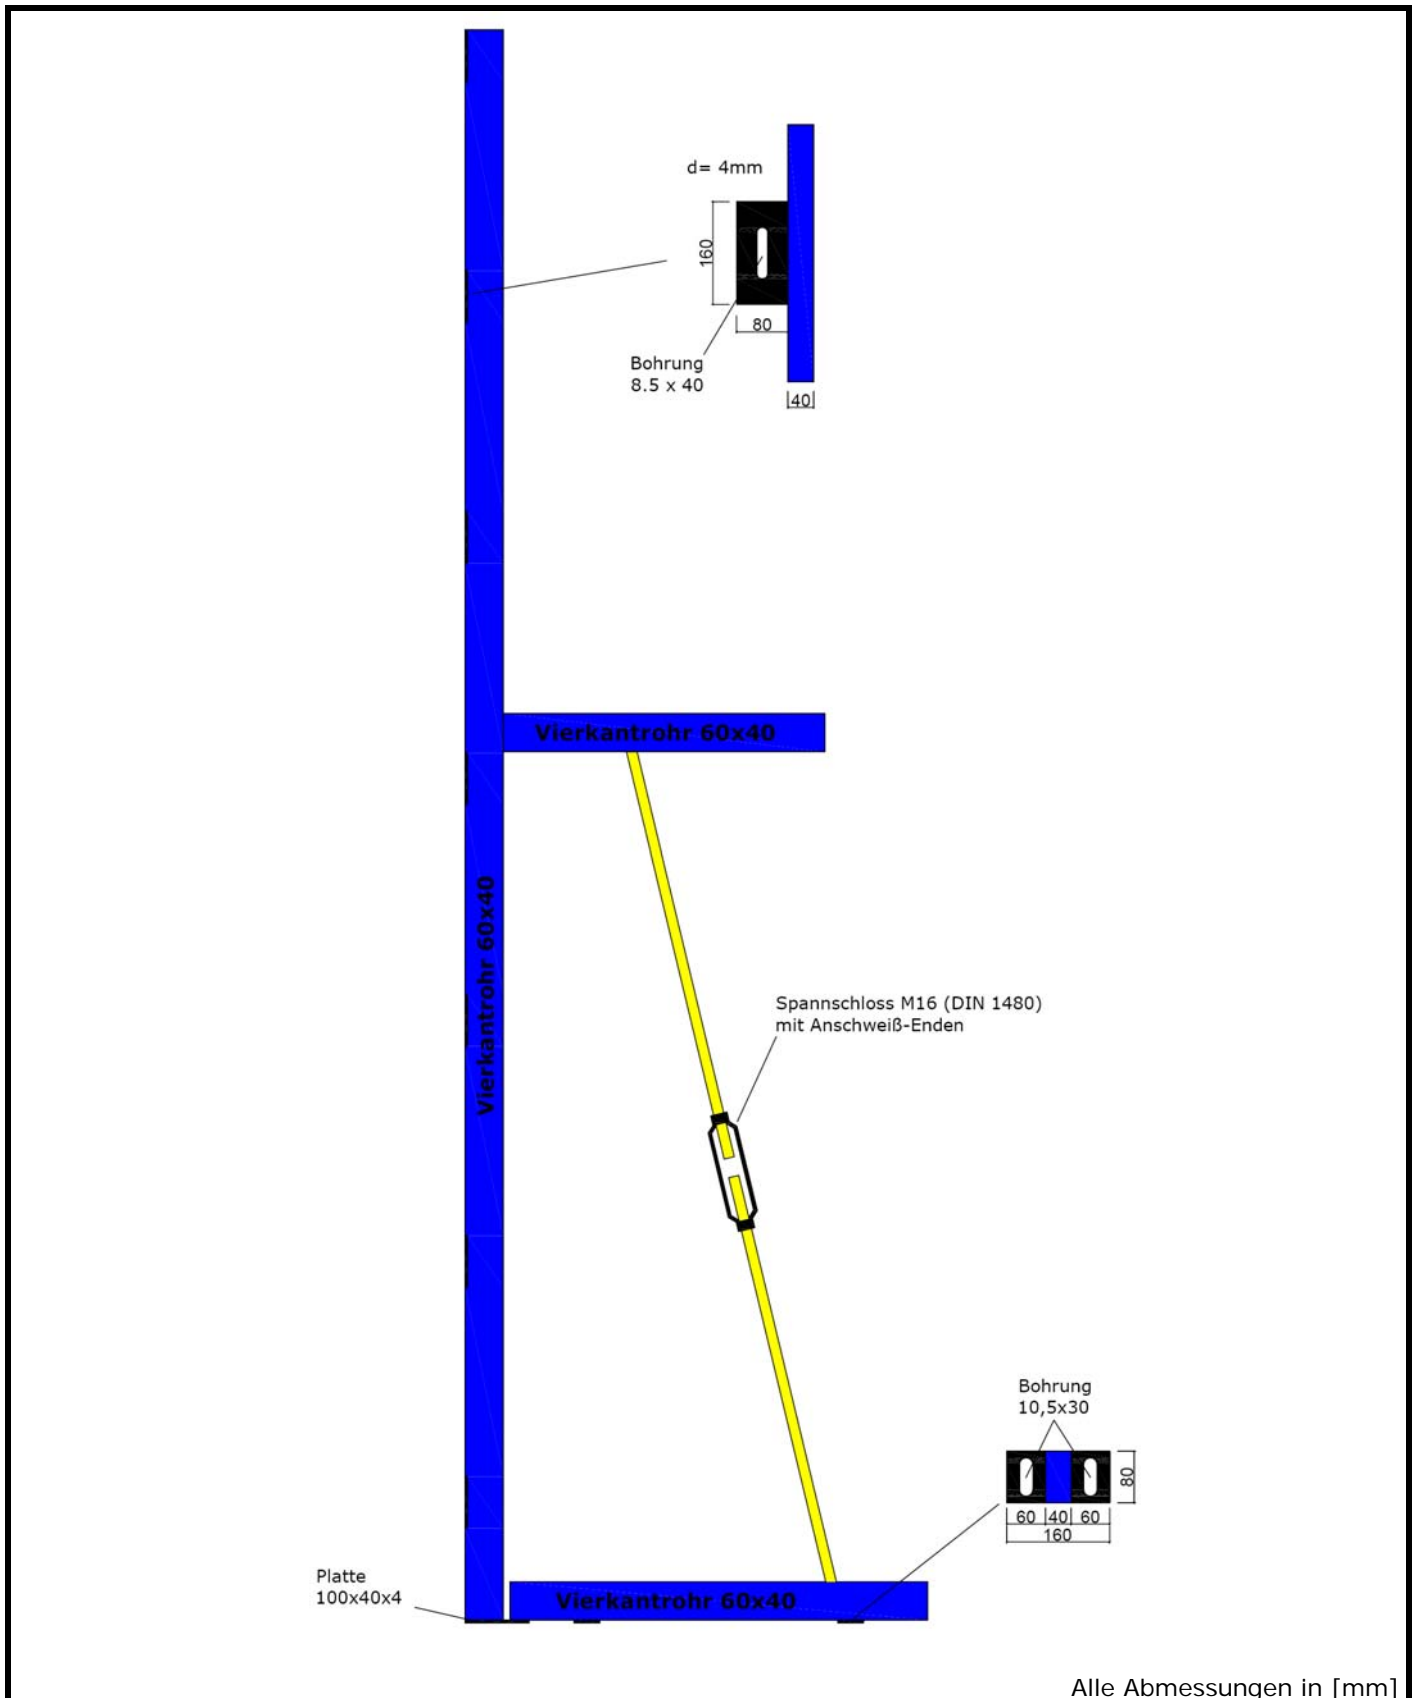 d= 4mm
160
80
Bohrung
8.5 x 40
40
Vierkantrohr 60x40
Vierkantrohr 60x40
Spannschloss M16 (DIN 1480)
mit Anschweiß-Enden
Bohrung
10,5x30
80
60 40 60
160
Platte
100x40x4
Vierkantrohr 60x40
Alle Abmessungen in [mm]